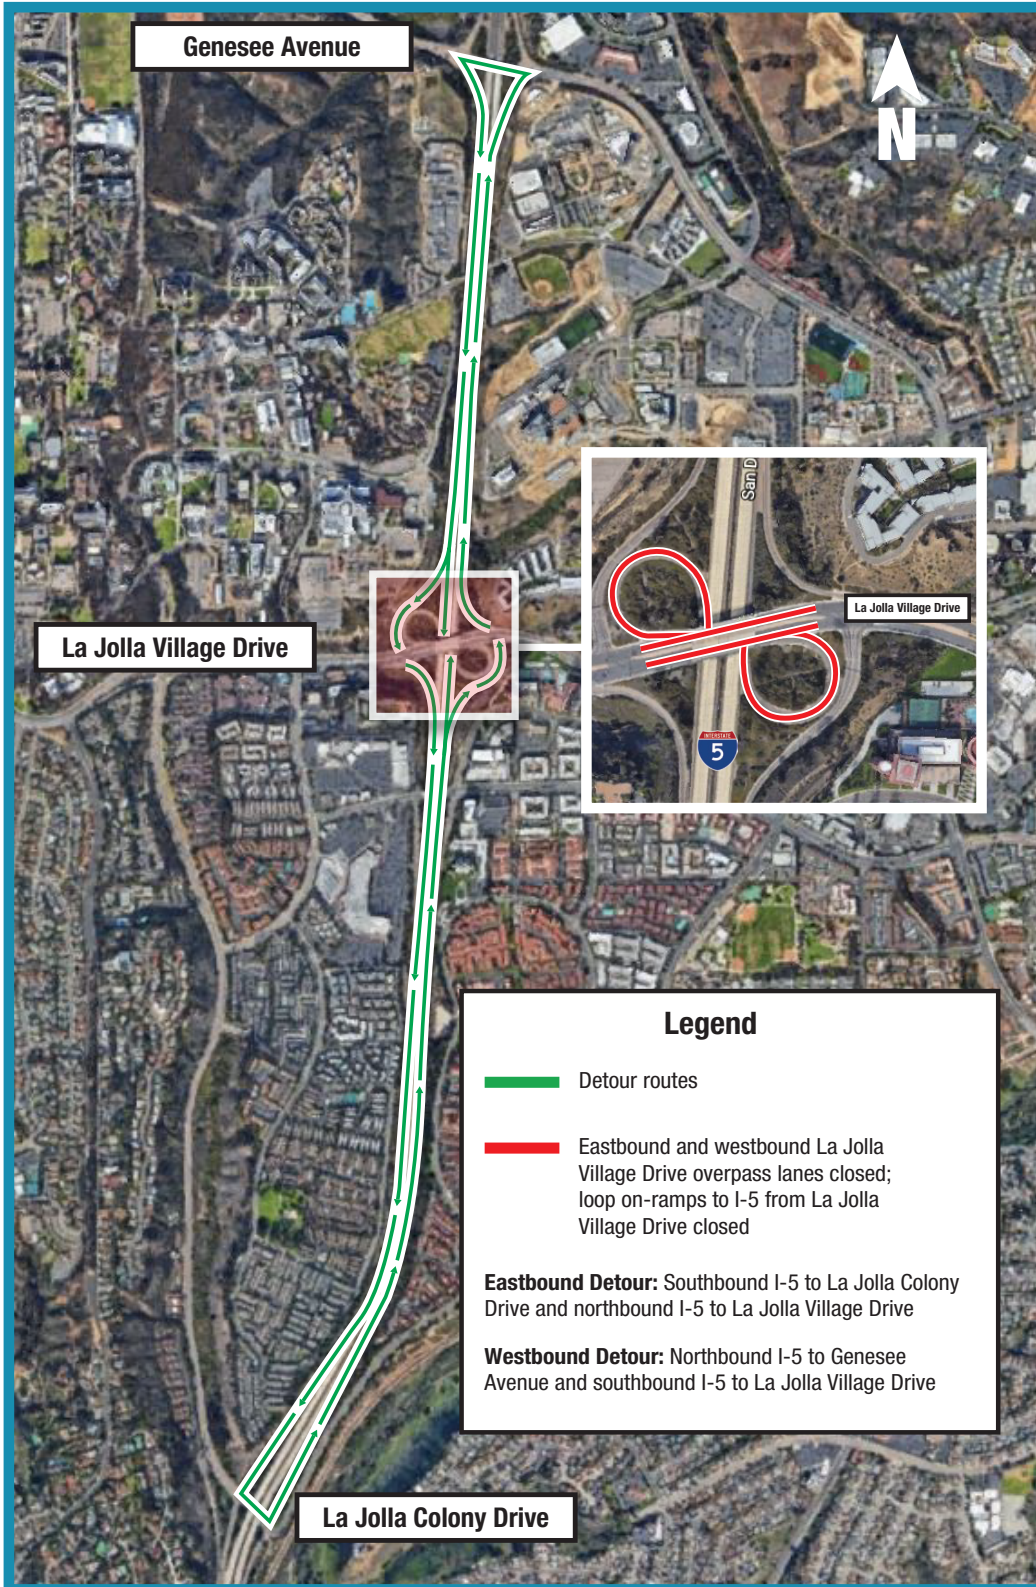 Genesee Avenue
N
San D
La Jolla Village Drive
La Jolla Village Drive
INTERSTATE
5
Legend
Detour routes
Eastbound and westbound La Jolla
Village Drive overpass lanes closed;
loop on-ramps to I-5 from La Jolla
Village Drive closed
Eastbound Detour: Southbound I-5 to La Jolla Colony
Drive and northbound I-5 to La Jolla Village Drive
Westbound Detour: Northbound I-5 to Genesee
Avenue and southbound I-5 to La Jolla Village Drive
La Jolla Colony Drive